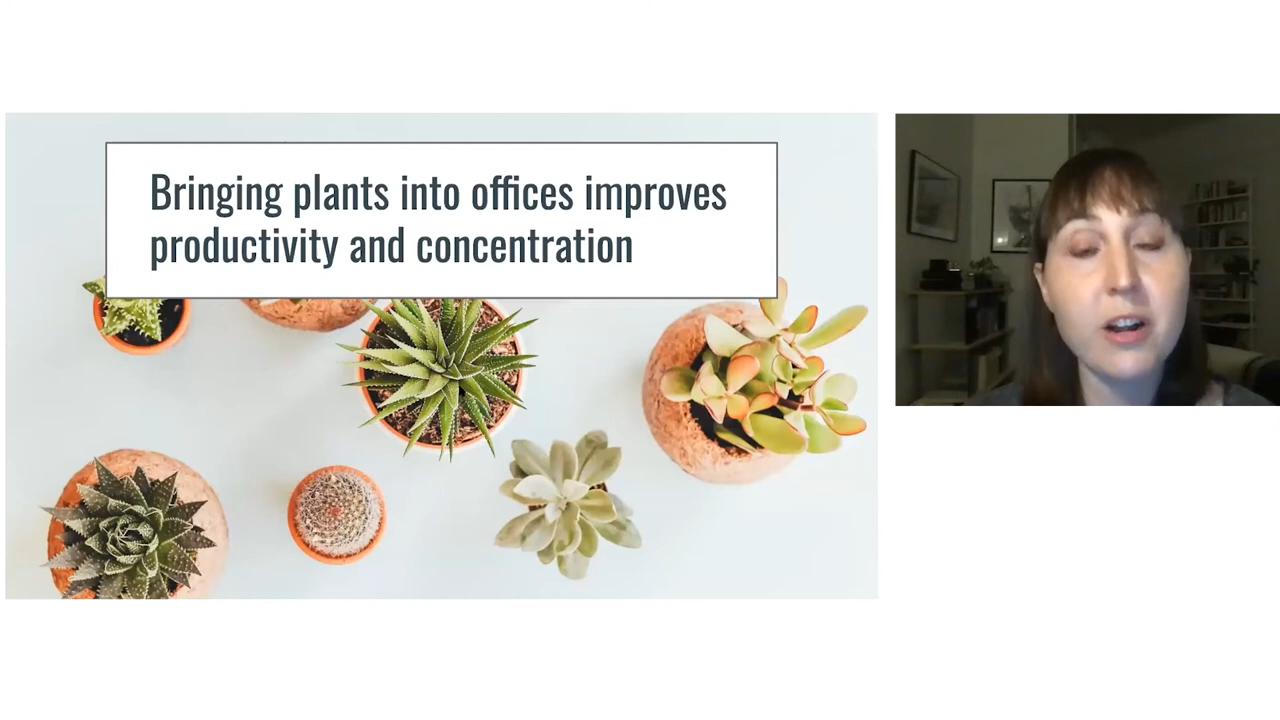 Bringing plants into offices improves
productivity and concentration